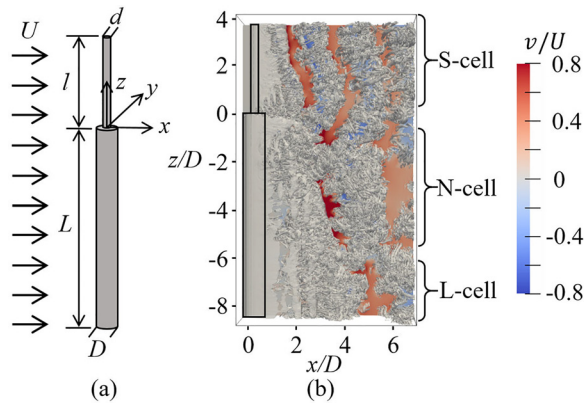 d
U
l
z
y
x
L
D
(a)
4
2
0
z/D
-2
-4
-6
-8
0 2 4 6
x/D
(b)
S-cell
N-cell
L-cell
v/U
0.8
0.4
0
-0.4
-0.8